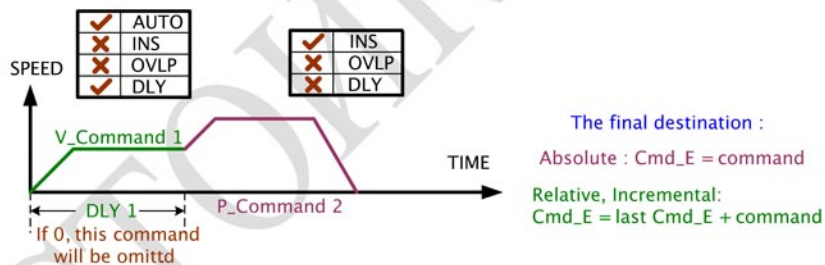 AUTO
INS
OVLP
DLY
INS
OVLP
DLY
SPEED
V_Command 1
TIME
DLY 1
P_Command 2
If 0, this command
will be omittd
The final destination :
Absolute : Cmd_E = command
Relative, Incremental:
Cmd_E = last Cmd_E + command